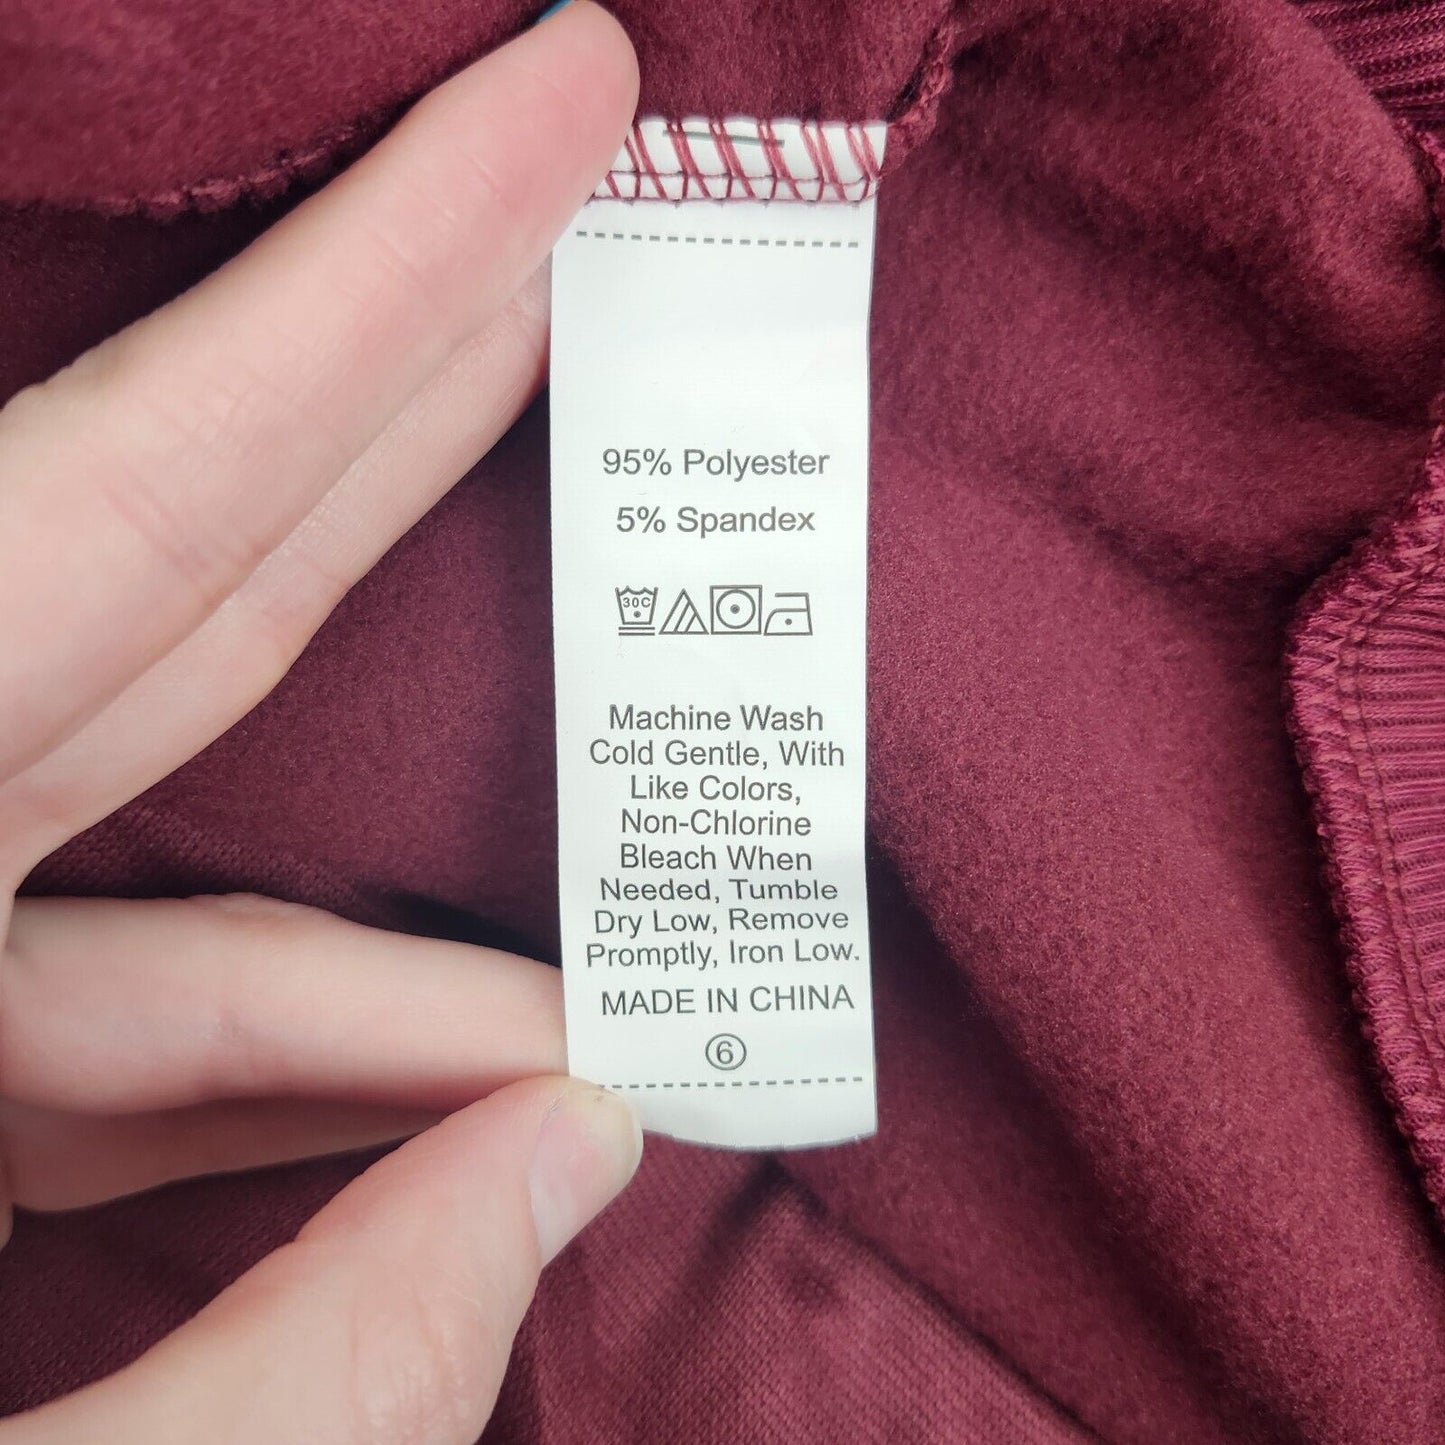 95% Polyester
5% Spandex
30C
Machine Wash
Cold Gentle, With
Like Colors,
Non-Chlorine
Bleach When
Needed, Tumble
Dry Low, Remove
Promptly, Iron Low.
MADE IN CHINA
6